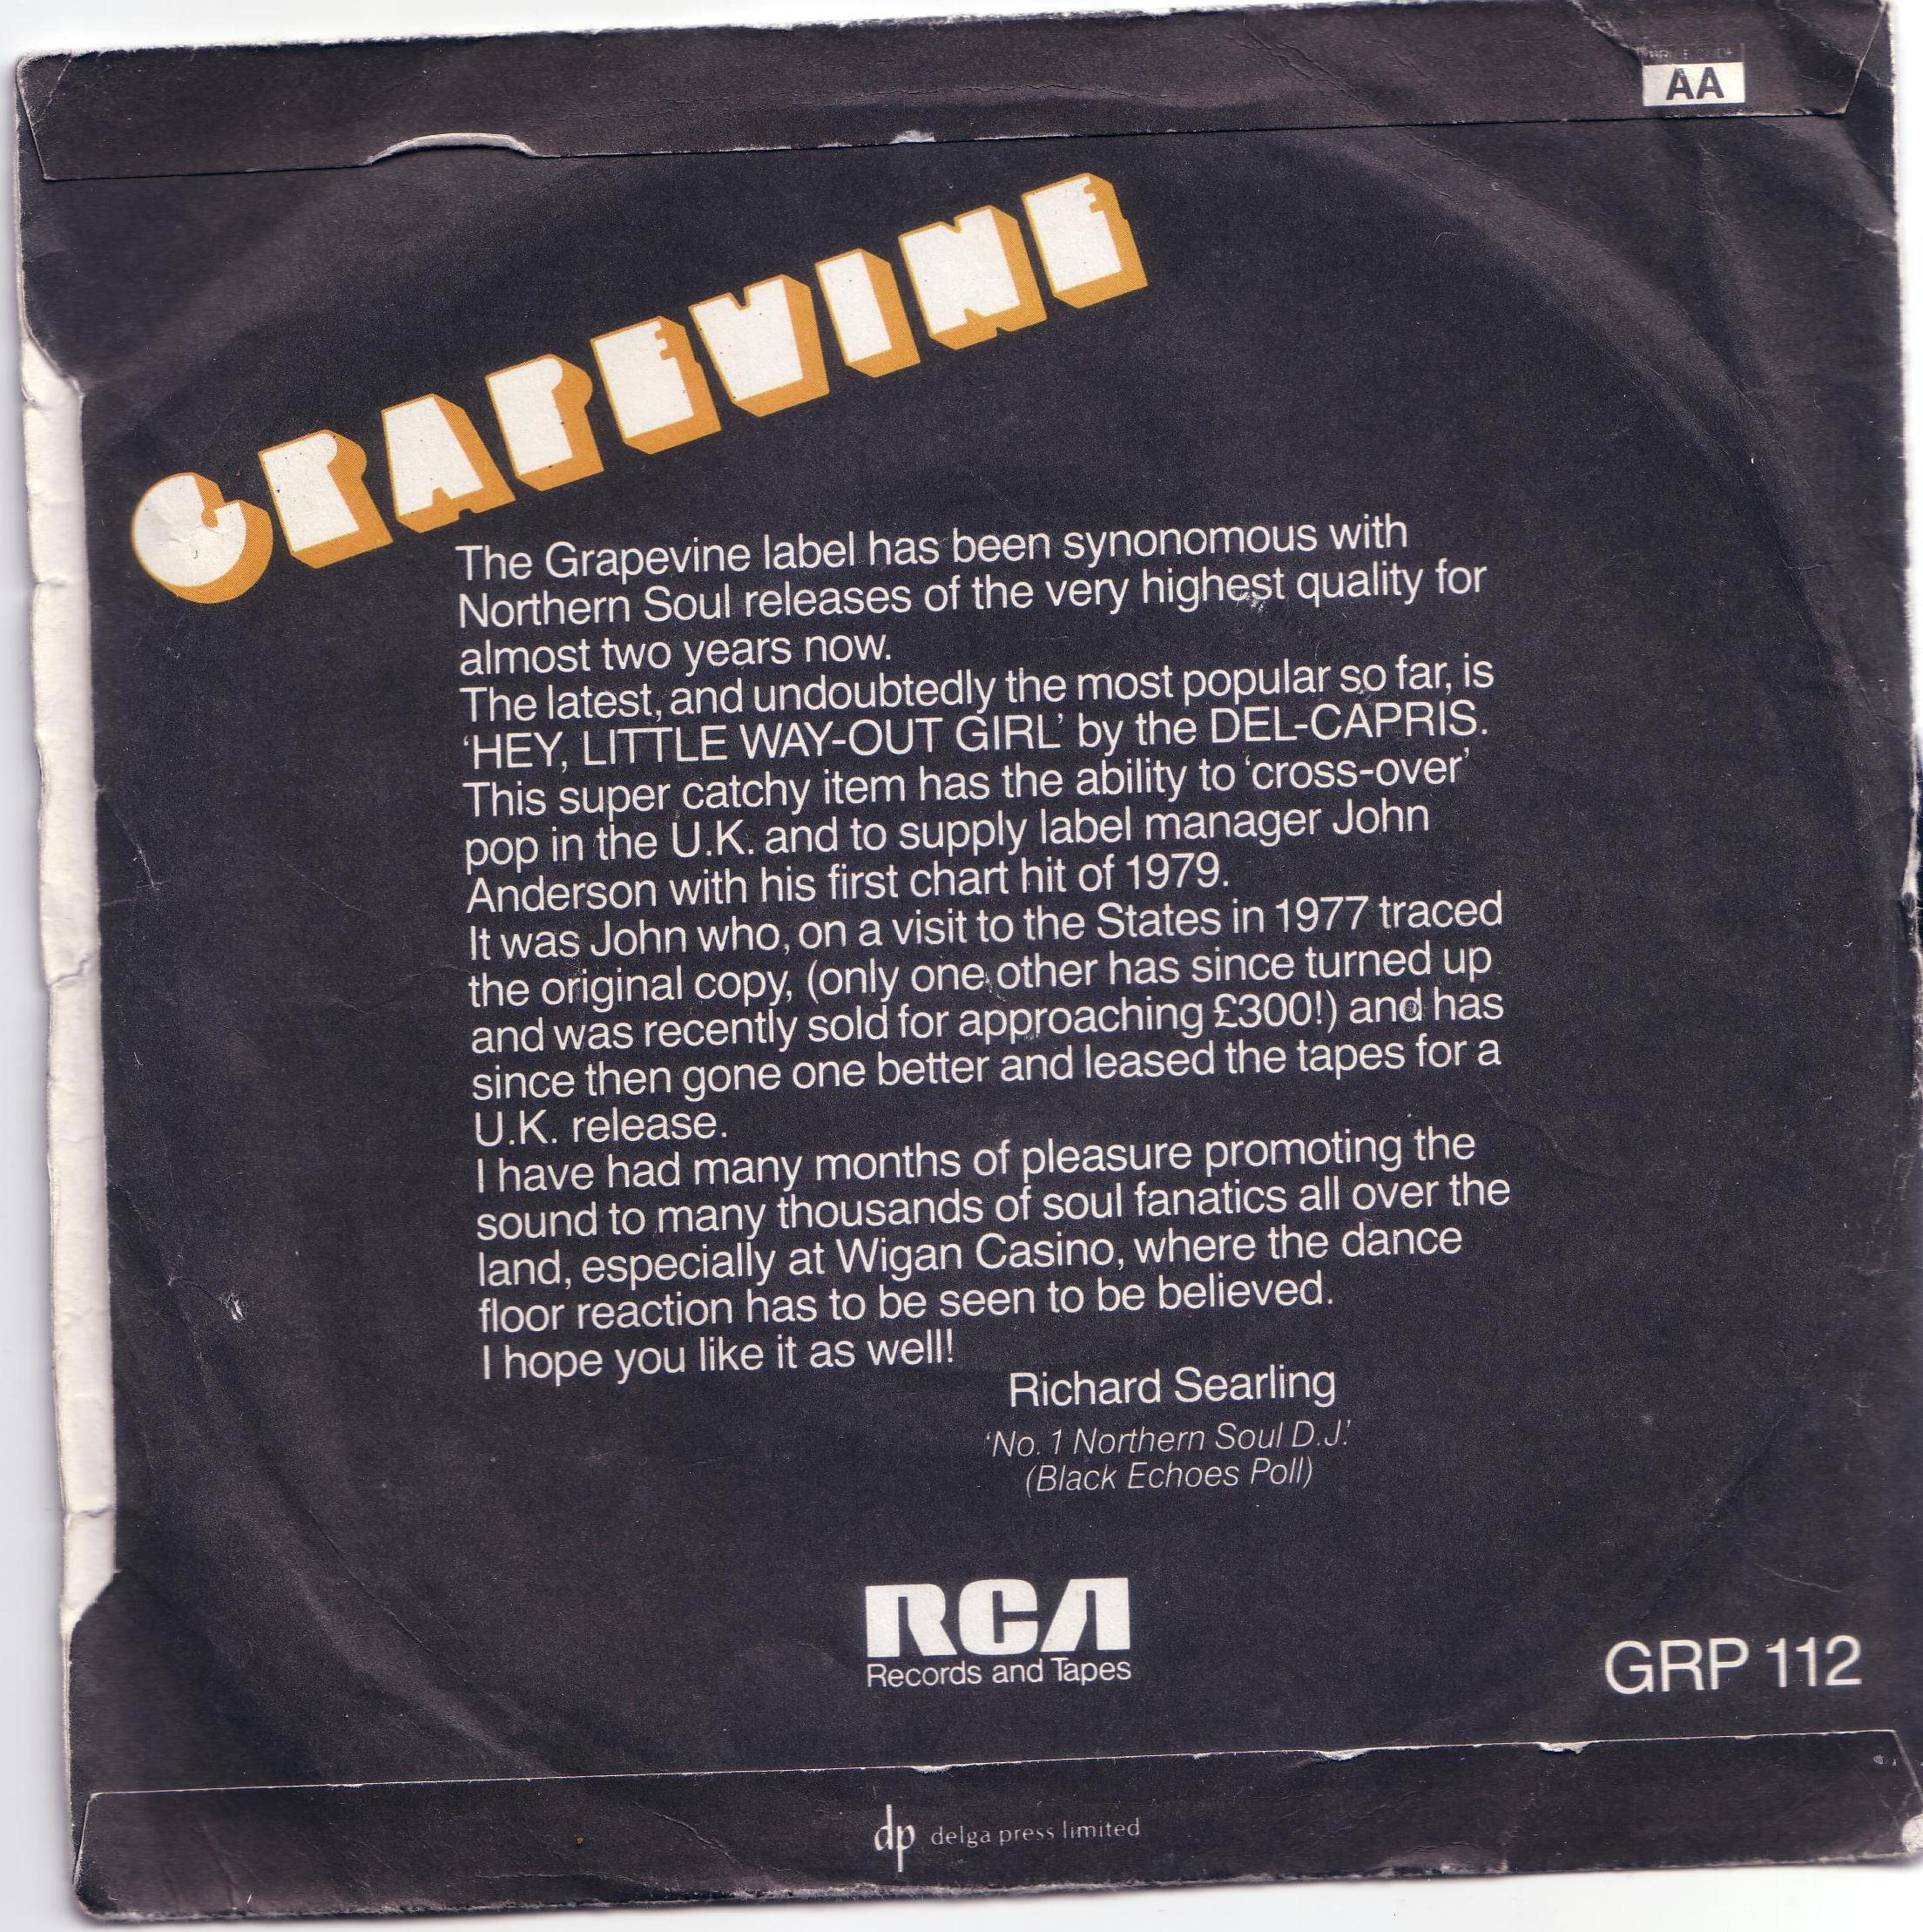 AA
GRAPEVINE
The Grapevine label has been synonomous with
Northern Soul releases of the very highest quality for
almost two years now.
The latest, and undoubtedly the most popular so far, is
‘HEY, LITTLE WAY-OUT GIRL’ by the DEL-CAPRIS.
This super catchy item has the ability to ‘cross-over’
pop in the U.K. and to supply label manager John
Anderson with his first chart hit of 1979.
It was John who, on a visit to the States in 1977 traced
the original copy, (only one other has since turned up
and was recently sold for approaching £300!) and has
since then gone one better and leased the tapes for a
U.K. release.
I have had many months of pleasure promoting the
sound to many thousands of soul fanatics all over the
land, especially at Wigan Casino, where the dance
floor reaction has to be seen to be believed.
I hope you like it as well!
Richard Searling
‘No. 1 Northern Soul D.J.’
(Black Echoes Poll)
RCA
Records and Tapes
GRP 112
dp delga press limited